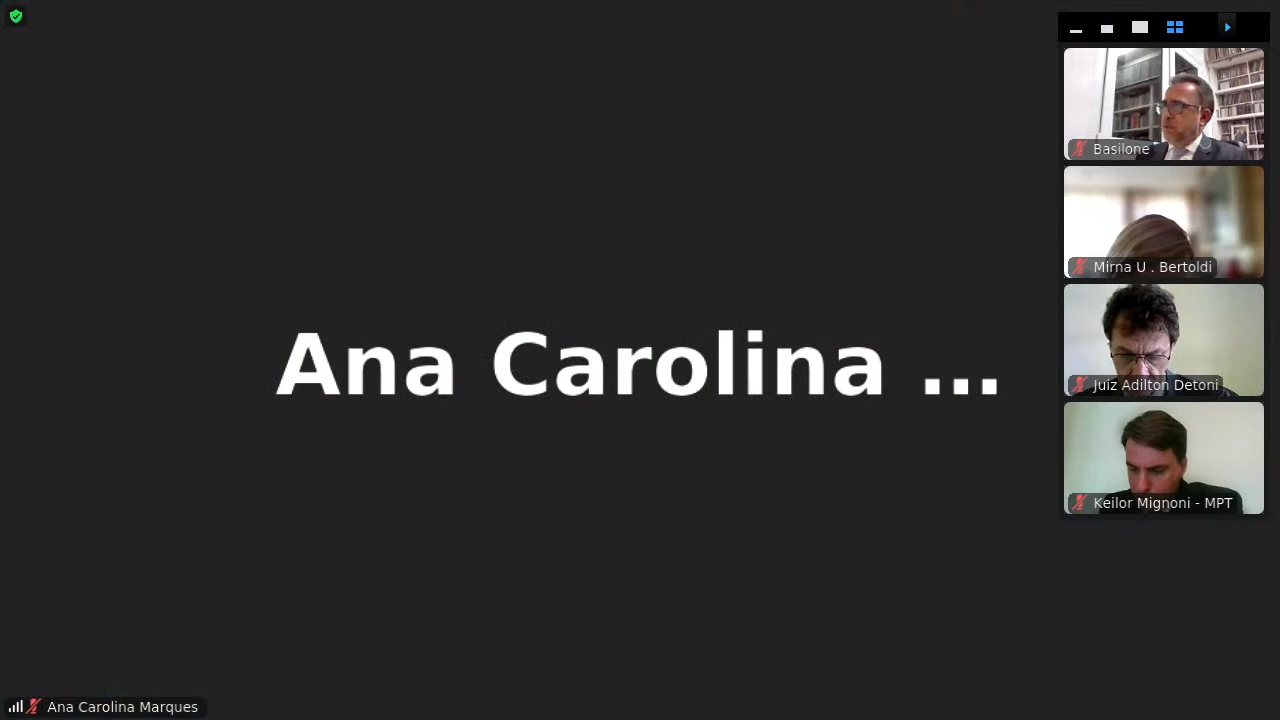 Basilone
Mirna U . Bertoldi
Juiz Adilton Detoni
Keilor Mignoni - MPT
Ana Carolina ...
Ana Carolina Marques